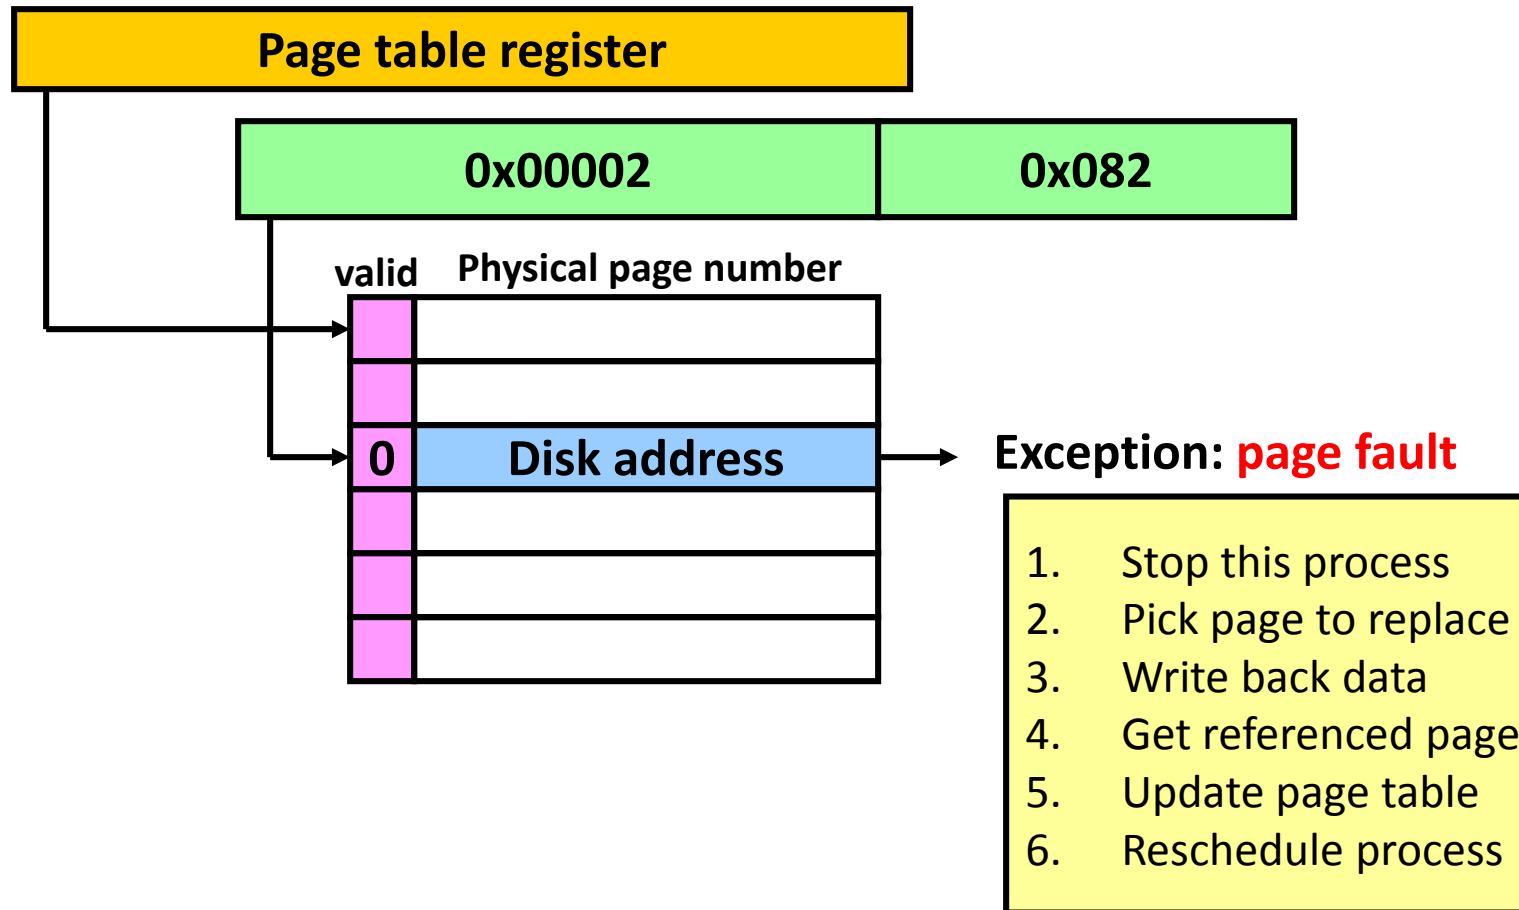 Page table register
0x00002 0x082
valid Physical page number
0 Disk address
Exception: page fault
1. Stop this process
2. Pick page to replace
3. Write back data
4. Get referenced page
5. Update page table
6. Reschedule process